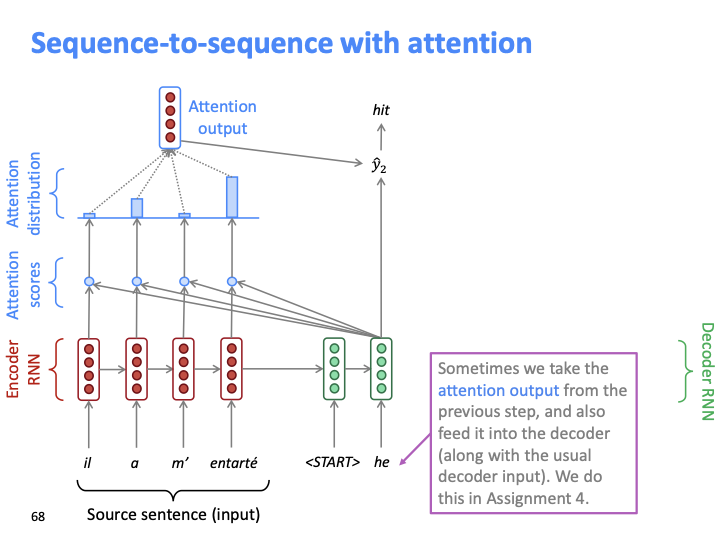 Sequence-to-sequence with attention
Attention
output
hit
ŷ₂
Attention
distribution
Attention
scores
Encoder
RNN
Decoder RNN
Sometimes we take the
attention output from the
previous step, and also
feed it into the decoder
(along with the usual
decoder input). We do
this in Assignment 4.
il a m’ entarté <START> he
Source sentence (input)
68